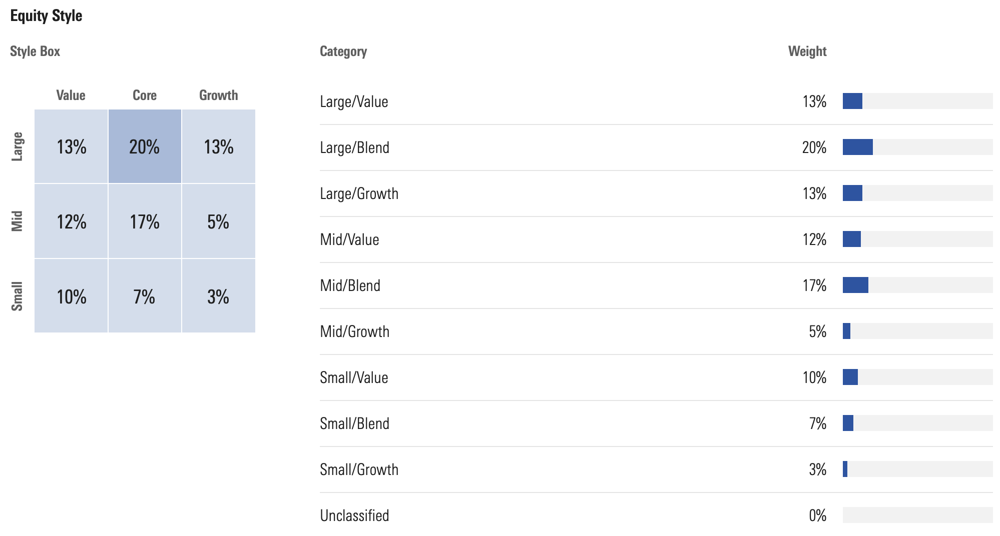 Equity Style
Style Box
Value Core Growth
Large 13% 20% 13%
Mid 12% 17% 5%
Small 10% 7% 3%
Category Weight
Large/Value 13%
Large/Blend 20%
Large/Growth 13%
Mid/Value 12%
Mid/Blend 17%
Mid/Growth 5%
Small/Value 10%
Small/Blend 7%
Small/Growth 3%
Unclassified 0%